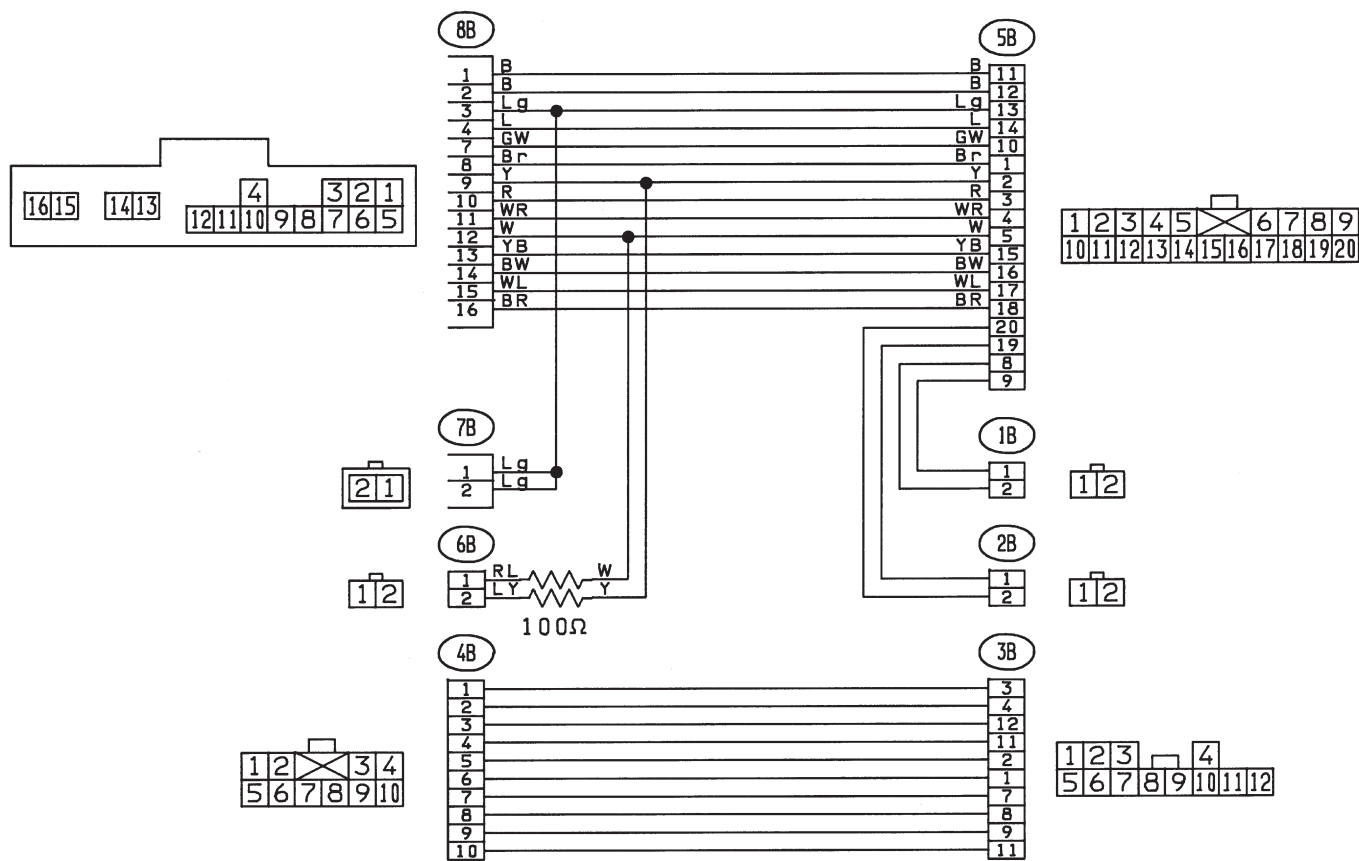 8B
5B
1 B B 11
2 B B 12
3 Lg Lg 13
4 L L 14
7 GW GW 10
8 Br Br 1
9 Y Y 2
10 R R 3
11 WR WR 4
12 W W 5
13 YB YB 15
14 BW BW 16
15 WL WL 17
16 BR BR 18
20
19
8
9
4 3 2 1
16 15 14 13 12 11 10 9 8 7 6 5
1 2 3 4 5 6 7 8 9
10 11 12 13 14 15 16 17 18 19 20
7B
1 Lg
2 Lg
2 1
1B
1
2
1 2
6B
1 RL W
2 LY Y
100Ω
1 2
2B
1
2
1 2
4B
3B
1 3
2 4
3 12
4 11
5 2
6 1
7 7
8 8
9 9
10 11
1 2 3 4
5 6 7 8 9 10
1 2 3 4
5 6 7 8 9 10 11 12